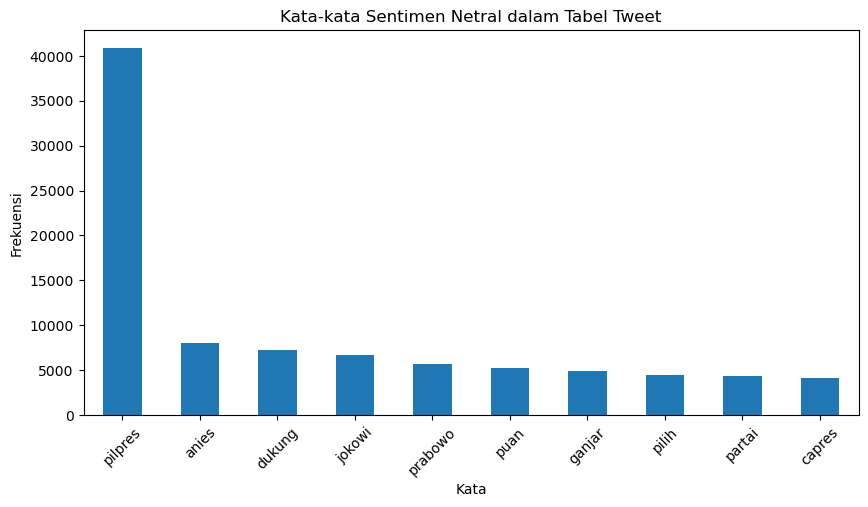 Kata-kata Sentimen Netral dalam Tabel Tweet
Frekuensi
40000
35000
30000
25000
20000
15000
10000
5000
0
pilpres
anies
dukung
jokowi
prabowo
puan
ganjar
pilih
partai
capres
Kata